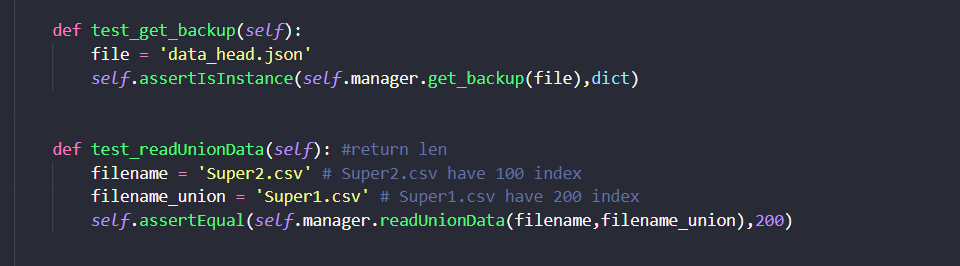 def test_get_backup(self):
file = 'data_head.json'
self.assertIsInstance(self.manager.get_backup(file),dict)
def test_readUnionData(self): #return len
filename = 'Super2.csv' # Super2.csv have 100 index
filename_union = 'Super1.csv' # Super1.csv have 200 index
self.assertEqual(self.manager.readUnionData(filename,filename_union),200)